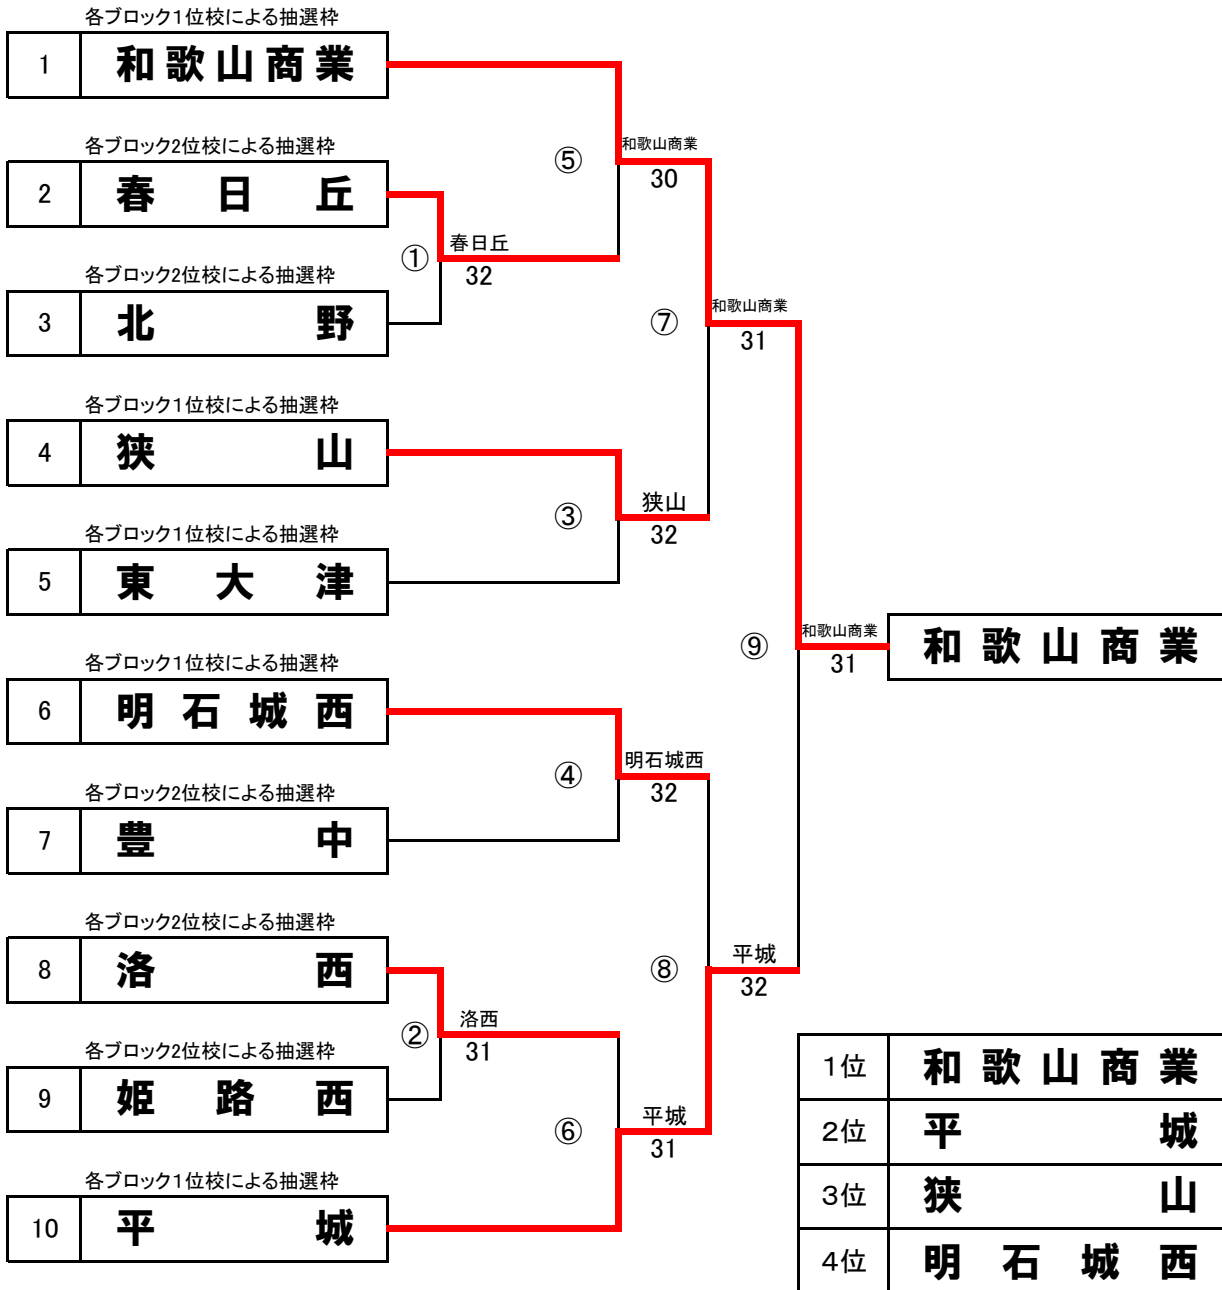 各ブロック1位校による抽選枠
1 和歌山商業
各ブロック2位校による抽選枠
2 春日丘
各ブロック2位校による抽選枠
3 北野
各ブロック1位校による抽選枠
4 狭山
各ブロック1位校による抽選枠
5 東大津
各ブロック1位校による抽選枠
6 明石城西
各ブロック2位校による抽選枠
7 豊中
各ブロック2位校による抽選枠
8 洛西
各ブロック2位校による抽選枠
9 姫路西
各ブロック1位校による抽選枠
10 平城
①
春日丘
32
②
洛西
31
⑤
和歌山商業
30
③
狭山
32
④
明石城西
32
⑥
平城
31
⑦
和歌山商業
31
⑧
平城
32
⑨
和歌山商業
31
和歌山商業
1位 和歌山商業
2位 平城
3位 狭山
4位 明石城西